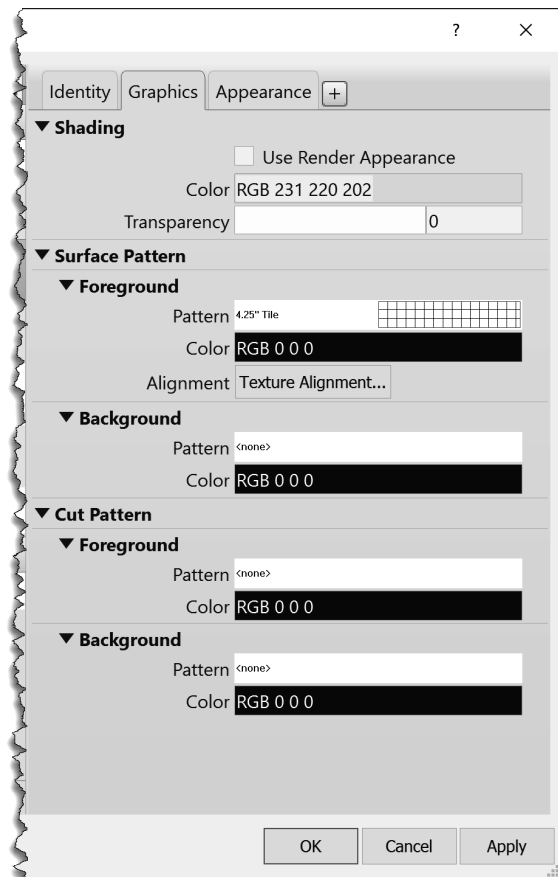 ?
Identity Graphics Appearance +
Shading
Use Render Appearance
Color RGB 231 220 202
Transparency 0
Surface Pattern
Foreground
Pattern 4.25" Tile
Color RGB 0 0 0
Alignment Texture Alignment...
Background
Pattern <none>
Color RGB 0 0 0
Cut Pattern
Foreground
Pattern <none>
Color RGB 0 0 0
Background
Pattern <none>
Color RGB 0 0 0
OK Cancel Apply